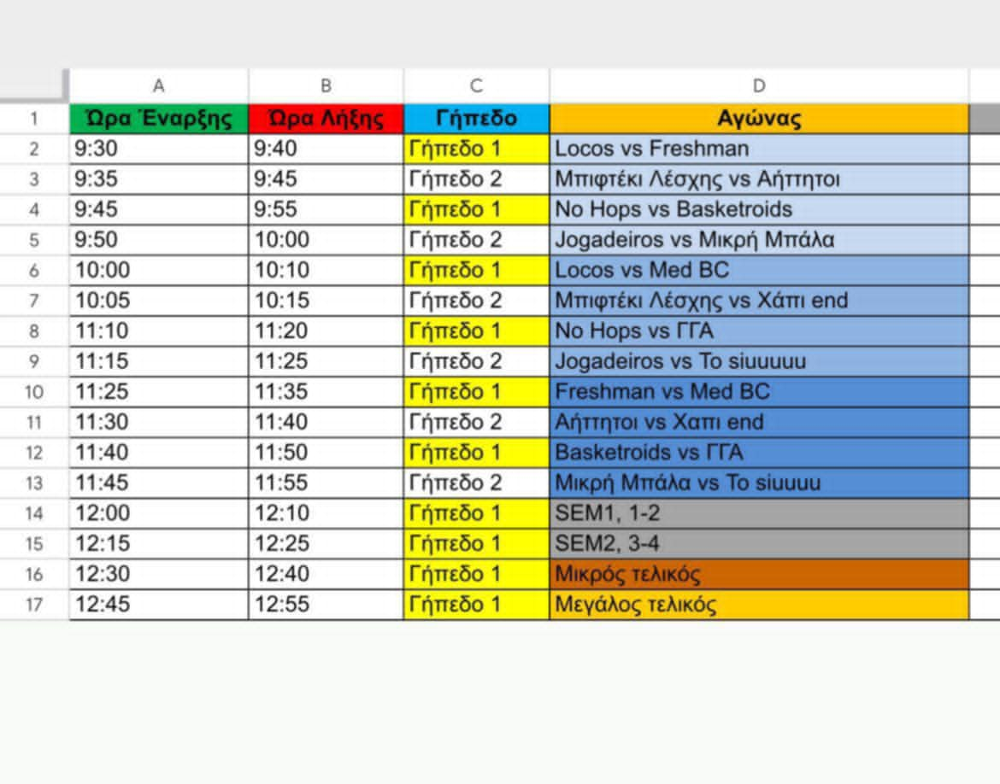 A B C D
1 Ώρα Έναρξης Ώρα Λήξης Γήπεδο Αγώνας
2 9:30 9:40 Γήπεδο 1 Locos vs Freshman
3 9:35 9:45 Γήπεδο 2 Μπιφτέκι Λέσχης vs Αήττητοι
4 9:45 9:55 Γήπεδο 1 No Hops vs Basketroids
5 9:50 10:00 Γήπεδο 2 Jogadeiros vs Μικρή Μπάλα
6 10:00 10:10 Γήπεδο 1 Locos vs Med BC
7 10:05 10:15 Γήπεδο 2 Μπιφτέκι Λέσχης vs Χάπι end
8 11:10 11:20 Γήπεδο 1 No Hops vs ΓΓΑ
9 11:15 11:25 Γήπεδο 2 Jogadeiros vs To siuuuuu
10 11:25 11:35 Γήπεδο 1 Freshman vs Med BC
11 11:30 11:40 Γήπεδο 2 Αήττητοι vs Χαπι end
12 11:40 11:50 Γήπεδο 1 Basketroids vs ΓΓΑ
13 11:45 11:55 Γήπεδο 2 Μικρή Μπάλα vs To siuuuu
14 12:00 12:10 Γήπεδο 1 SEM1, 1-2
15 12:15 12:25 Γήπεδο 1 SEM2, 3-4
16 12:30 12:40 Γήπεδο 1 Μικρός τελικός
17 12:45 12:55 Γήπεδο 1 Μεγάλος τελικός